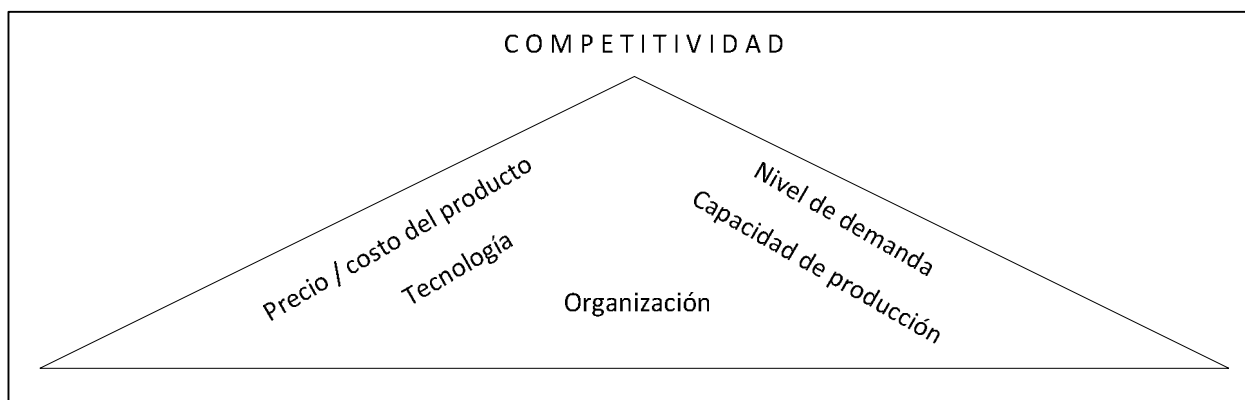 COMPETITIVIDAD
Precio / costo del producto
Tecnología
Organización
Nivel de demanda
Capacidad de producción